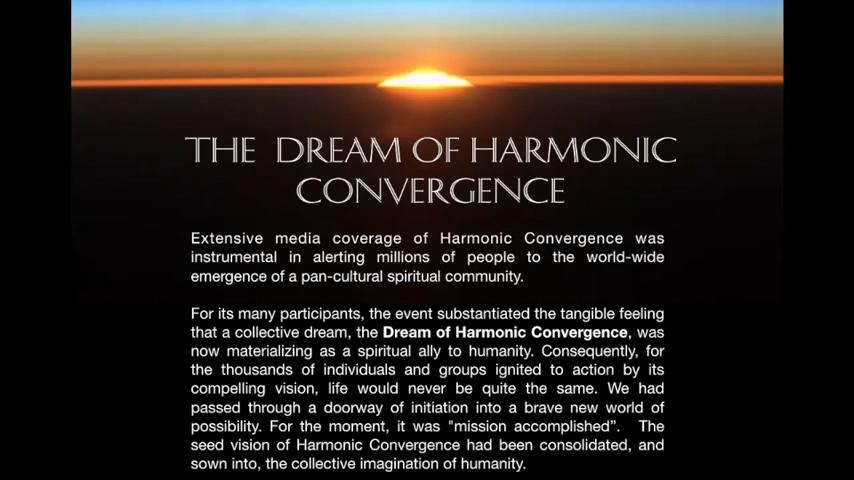 THE DREAM OF HARMONIC
CONVERGENCE
Extensive media coverage of Harmonic Convergence was
instrumental in alerting millions of people to the world-wide
emergence of a pan-cultural spiritual community.
For its many participants, the event substantiated the tangible feeling
that a collective dream, the Dream of Harmonic Convergence, was
now materializing as a spiritual ally to humanity. Consequently, for
the thousands of individuals and groups ignited to action by its
compelling vision, life would never be quite the same. We had
passed through a doorway of initiation into a brave new world of
possibility. For the moment, it was "mission accomplished”. The
seed vision of Harmonic Convergence had been consolidated, and
sown into, the collective imagination of humanity.